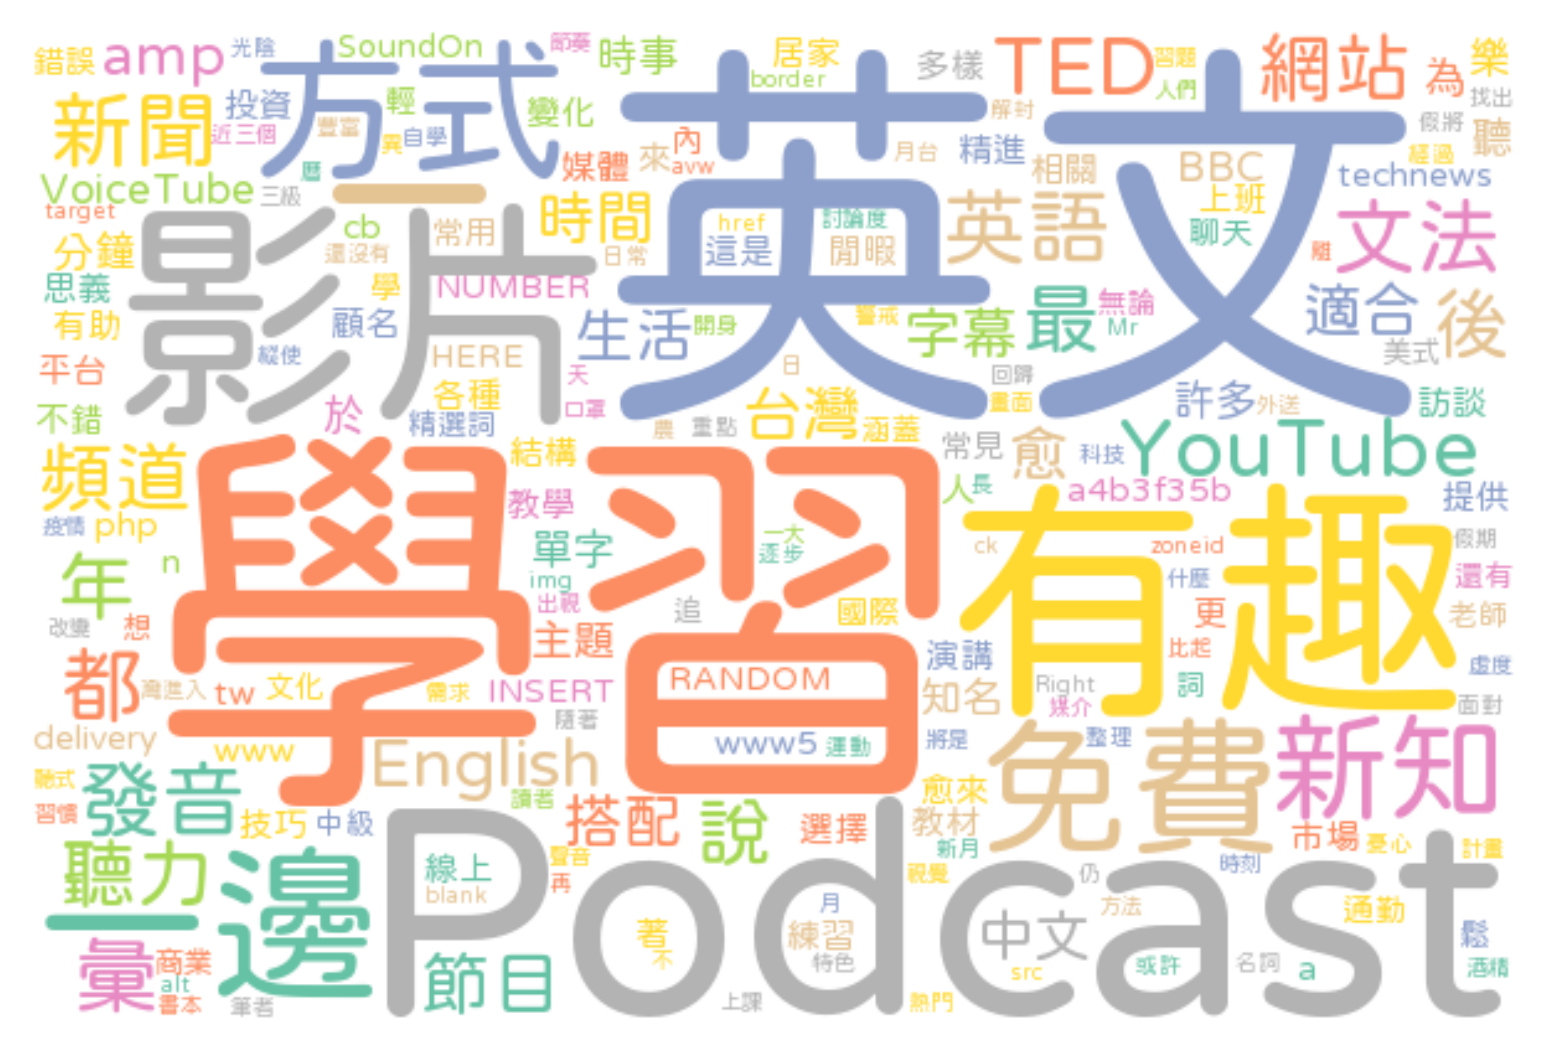 錯誤 amp 光陰 SoundOn 節奏 時事 居家 多樣 TED 習題 網站 為 樂
border 人們 找出
新聞 投資 方式 輕 變化 英文 解封 假將 聽
近三個 豐富 異 自學 媒體 來 內 月台 精進 相關 BBC 經過
VoiceTube 三級 一 avw 上班 technews
target cb 常用 時間 href 討論度 英語 聊天 文法
分鐘 影片 還沒有 日常 這是 閒暇
思義 學 NUMBER 最 無論 適合 後
有助 顧名 生活 開身 警戒 字幕 Mr
平台 縱使 HERE 天 日 回歸 美式
不錯 於 各種 口罩 台灣 畫面 許多 外送 訪談
精選詞 農 重點 涵蓋
頻道 結構 常見 愈 科技 YouTube
學習 教學 人 長 a4b3f35b 提供
疫情 php 一大 有趣
年 n 單字 逐步 ck zoneid 假期
img 什麼 還有
改變 想 出視 追 國際 更 老師
都 主題 演講 比起
灣進入 tw 文化 需求 INSERT RANDOM 知名 Right 詞 虛度
隨著 媒介 面對
delivery www English www5 運動 將是 免費 整理 新知
聽式 發音 讀者 愈來
習慣 技巧 中級 搭配 說 選擇 教材 市場 憂心 計畫
聽力 一邊 線上 Podcast 聲音 新月 時刻
blank 再 視覺 仍
月 方法 通勤
彙 商業 著 練習 中文 鬆
alt 節目 不 特色 src 或許 名詞 a 酒精
書本 筆者 上課 熱門